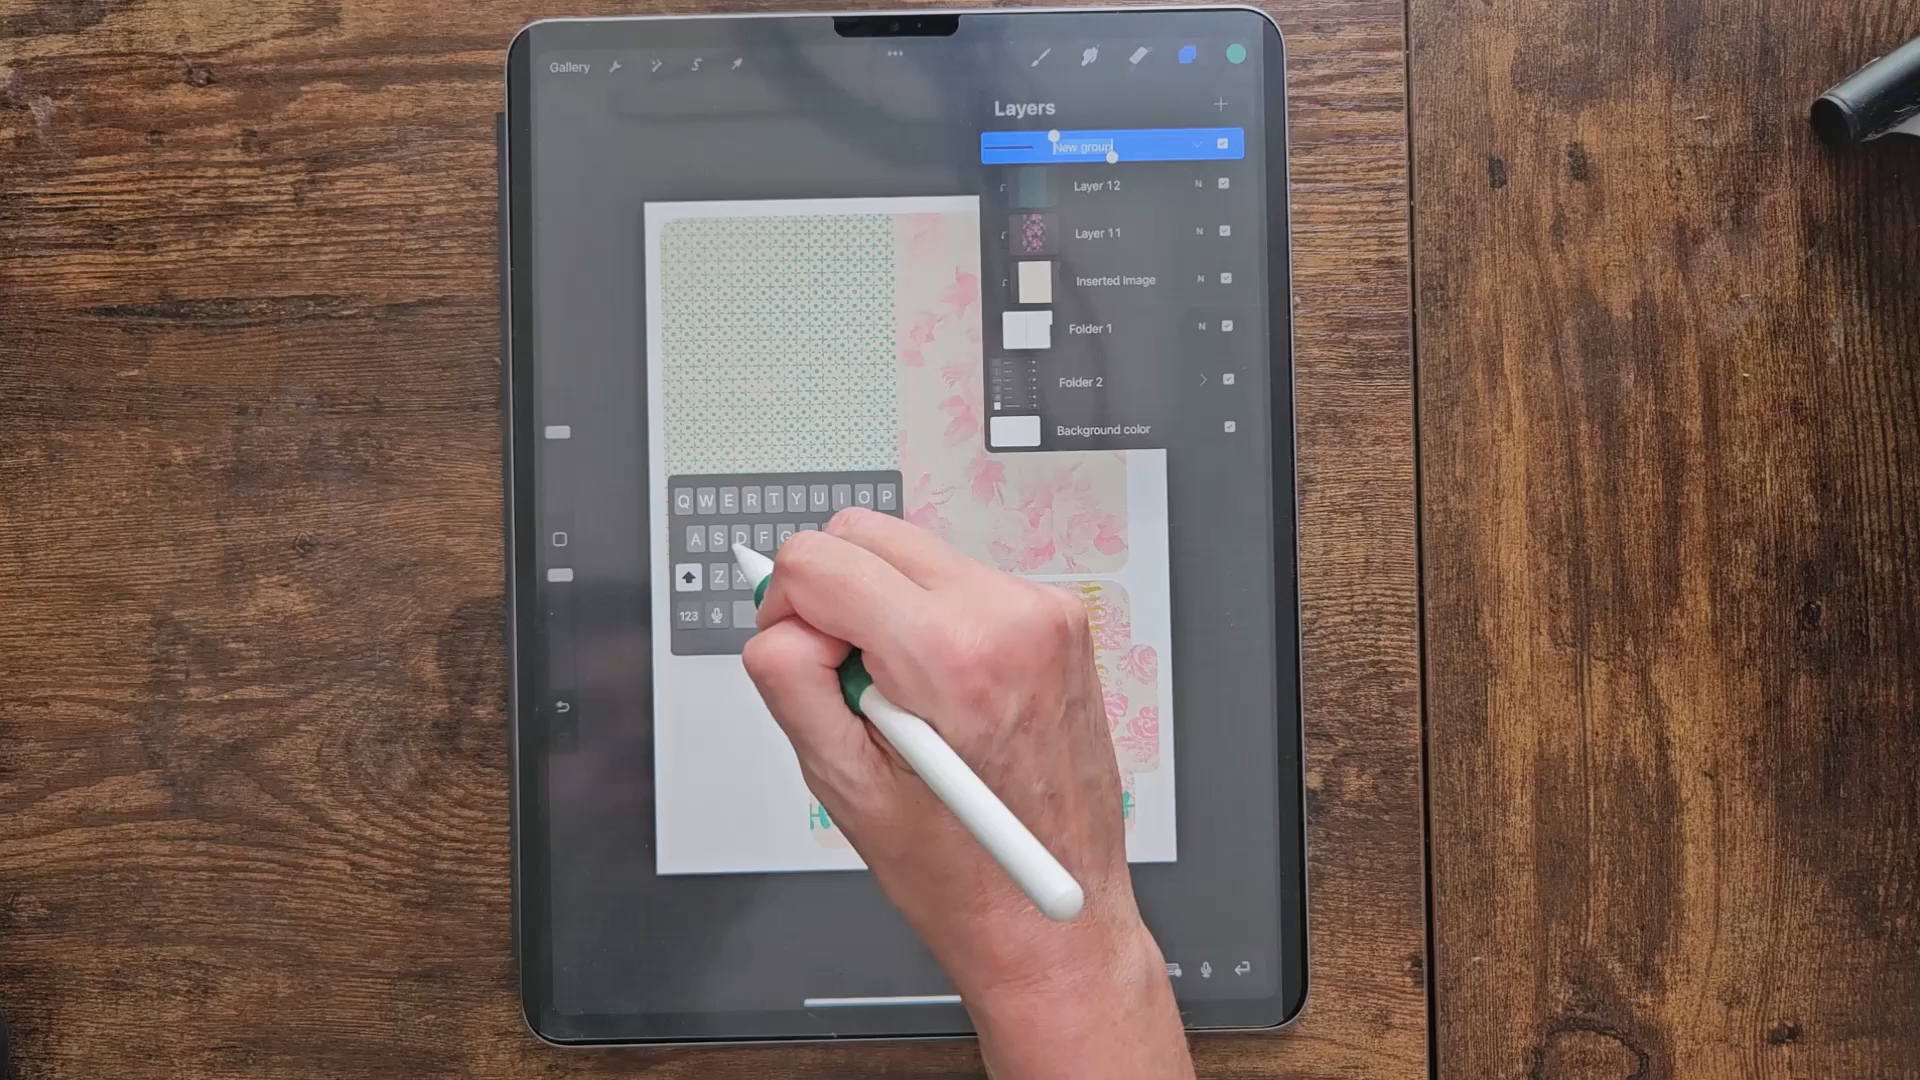 Gallery
Layers
New group
Layer 12 N
Layer 11 N
Inserted Image N
Folder 1 N
Folder 2
Background color
Q W E R T Y U I O P
A S D F G
Z X
123